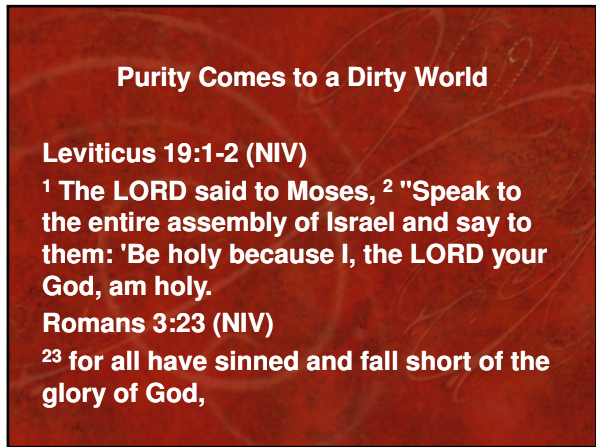 Purity Comes to a Dirty World
Leviticus 19:1-2 (NIV)
1 The LORD said to Moses, 2 "Speak to
the entire assembly of Israel and say to
them: 'Be holy because I, the LORD your
God, am holy.
Romans 3:23 (NIV)
23 for all have sinned and fall short of the
glory of God,